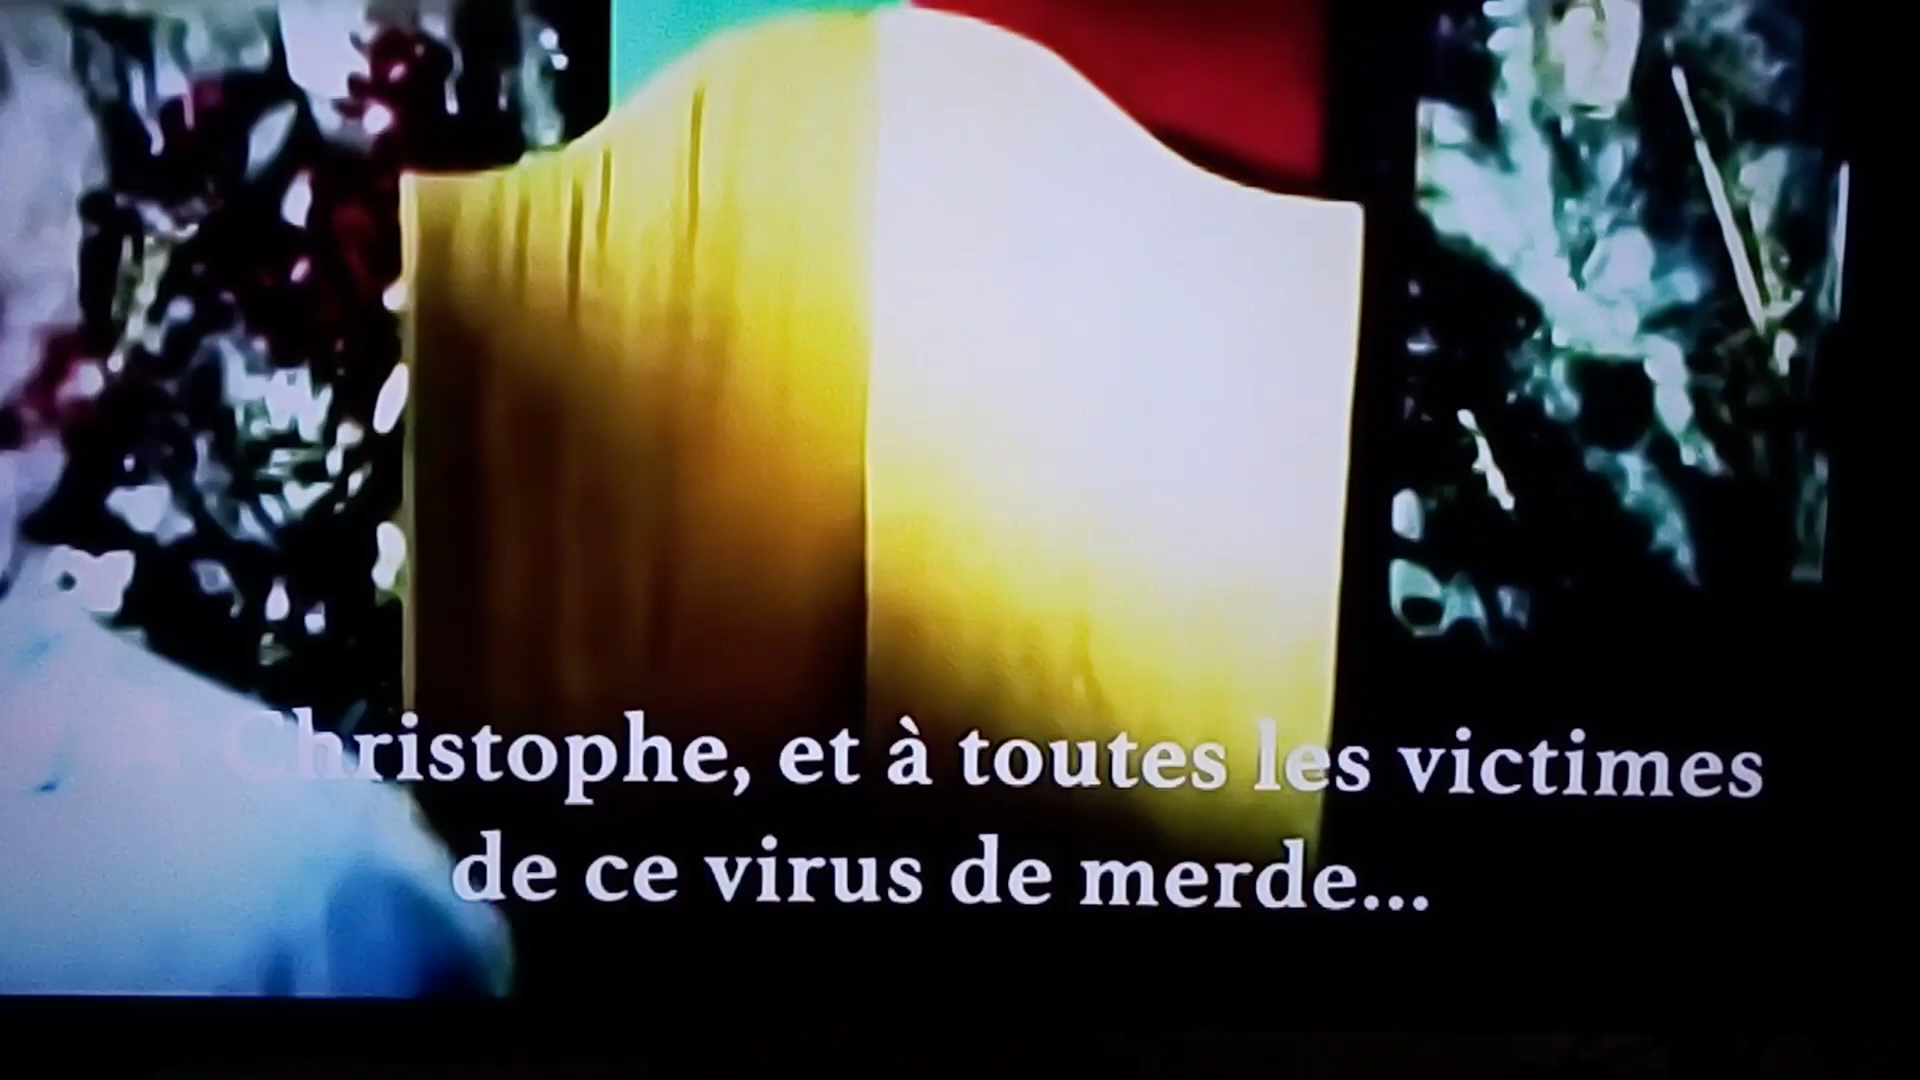 Christophe, et à toutes les victimes
de ce virus de merde...